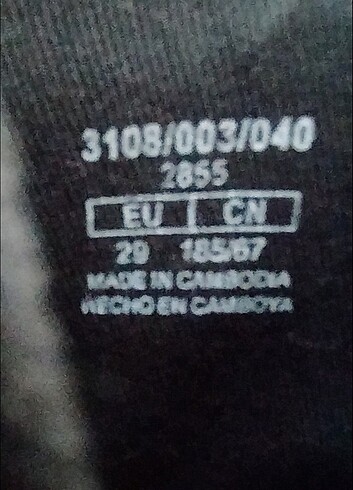 3108/003/040
2855
EU CN
29 185/67
MADE IN CAMBODIA
HECHO EN CAMBOYA